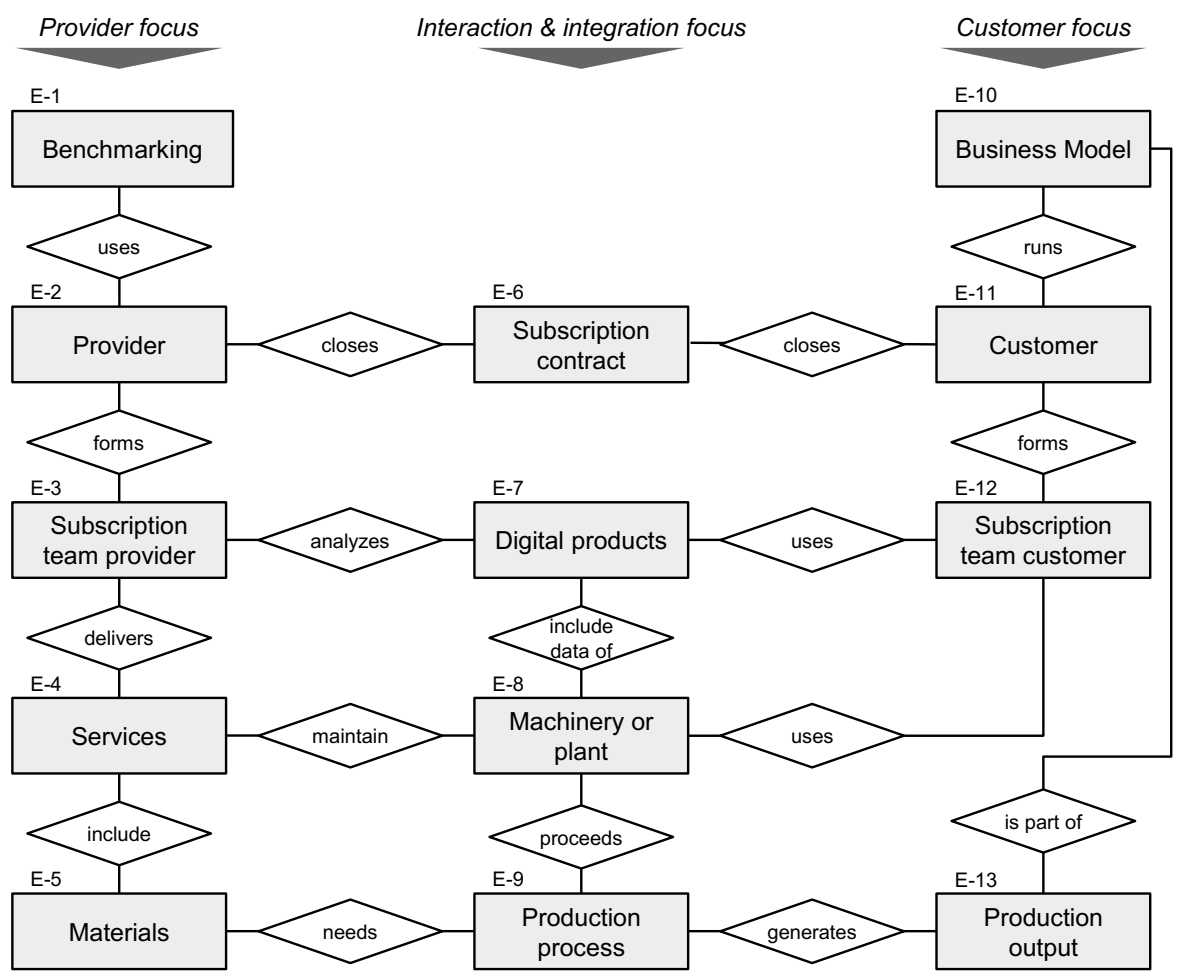 Provider focus
Interaction & integration focus
Customer focus
E-1
Benchmarking
E-10
Business Model
uses
runs
E-2
Provider
closes
E-6
Subscription
contract
closes
E-11
Customer
forms
forms
E-3
Subscription
team provider
analyzes
E-7
Digital products
uses
E-12
Subscription
team customer
delivers
include
data of
E-4
Services
maintain
E-8
Machinery or
plant
uses
include
proceeds
is part of
E-5
Materials
needs
E-9
Production
process
generates
E-13
Production
output